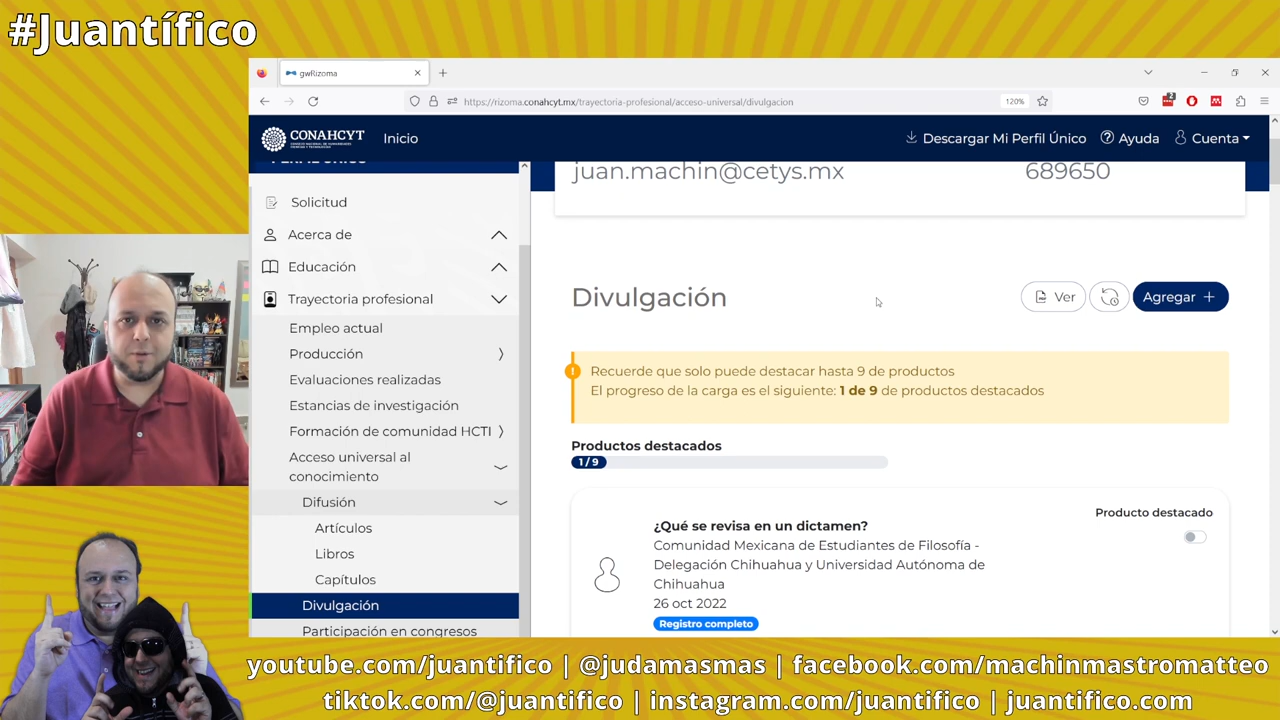 #Juantífico
gwRizoma
https://rizoma.conahcyt.mx/trayectoria-profesional/acceso-universal/divulgacion
120%
2
CONAHCYT
Inicio
Descargar Mi Perfil Único
Ayuda
Cuenta
PERFIL ÚNICO
juan.machin@cetys.mx
689650
Solicitud
Acerca de
Educación
Trayectoria profesional
Empleo actual
Producción
Evaluaciones realizadas
Estancias de investigación
Formación de comunidad HCTI
Acceso universal al
conocimiento
Difusión
Artículos
Libros
Capítulos
Divulgación
Participación en congresos
Divulgación
Ver
Agregar +
Recuerde que solo puede destacar hasta 9 de productos
El progreso de la carga es el siguiente: 1 de 9 de productos destacados
Productos destacados
1 / 9
Producto destacado
¿Qué se revisa en un dictamen?
Comunidad Mexicana de Estudiantes de Filosofía -
Delegación Chihuahua y Universidad Autónoma de
Chihuahua
26 oct 2022
Registro completo
youtube.com/juantifico | @judamasmas | facebook.com/machinmastromatteo
tiktok.com/@juantifico | instagram.com/juantifico | juantifico.com